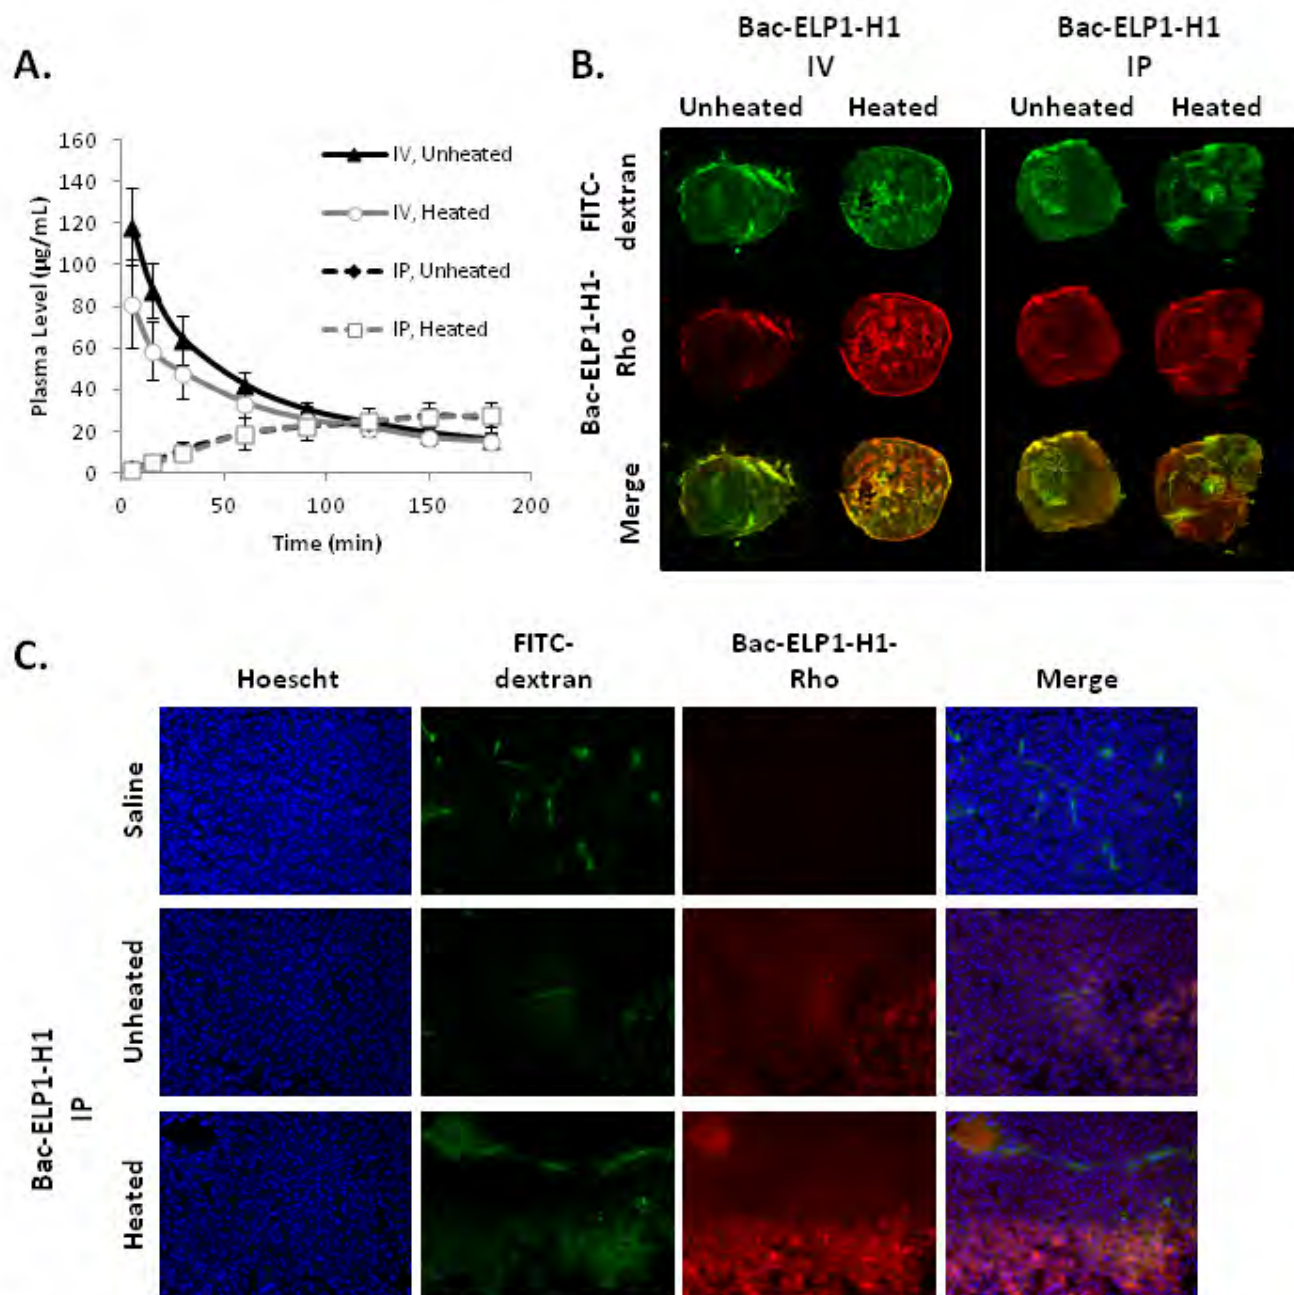 A.
160
140
120
100
80
60
40
20
0
0
50
100
150
200
Plasma Level (µg/mL)
Time (min)
IV, Unheated
IV, Heated
IP, Unheated
IP, Heated
B.
Bac-ELP1-H1
IV
Bac-ELP1-H1
IP
Unheated
Heated
Unheated
Heated
FITC-
dextran
Bac-ELP1-H1-
Rho
Merge
C.
Hoescht
FITC-
dextran
Bac-ELP1-H1-
Rho
Merge
Saline
Bac-ELP1-H1
IP
Unheated
Heated